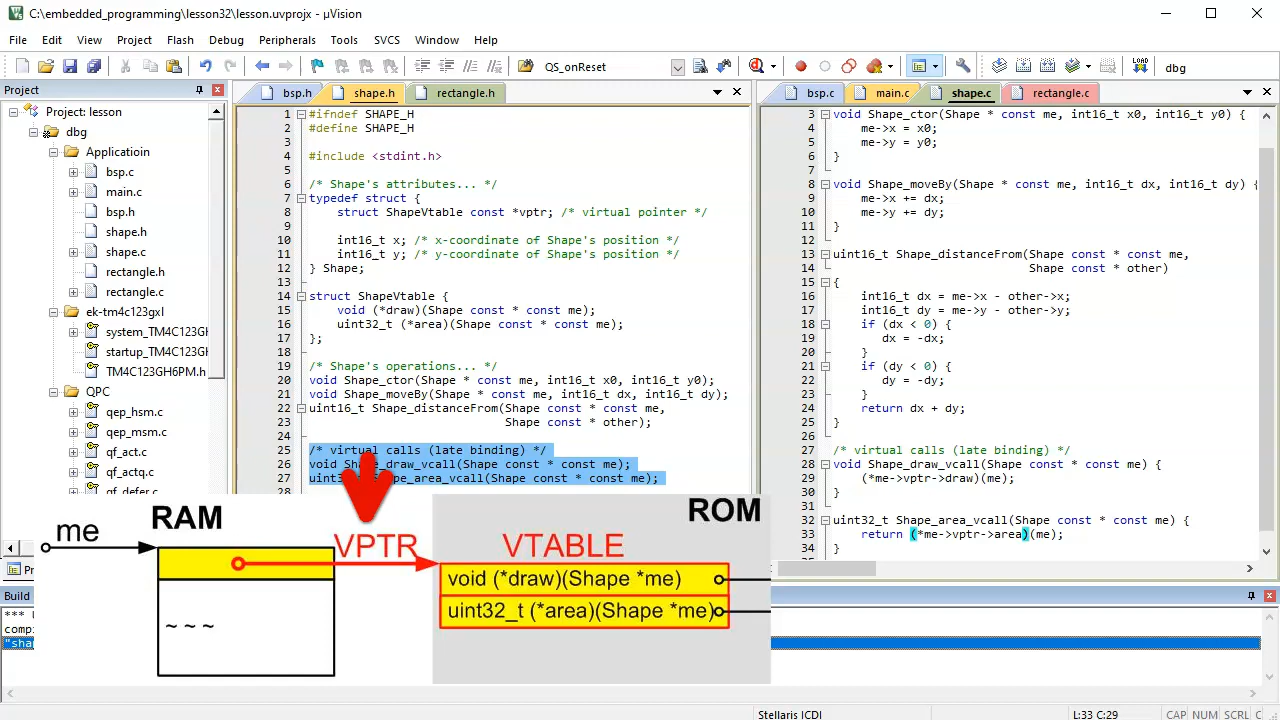 C:\embedded_programming\lesson32\lesson.uvprojx - µVision
File Edit View Project Flash Debug Peripherals Tools SVCS Window Help
QS_onReset
LOAD
dbg
Project
Project: lesson
dbg
Applicatioin
bsp.c
main.c
bsp.h
shape.h
shape.c
rectangle.h
rectangle.c
ek-tm4c123gxl
system_TM4C123GH
startup_TM4C123GH
TM4C123GH6PM.h
QPC
qep_hsm.c
qep_msm.c
qf_act.c
qf_actq.c
qf_defer.c
bsp.h shape.h rectangle.h
1 #ifndef SHAPE_H
2 #define SHAPE_H
3
4 #include <stdint.h>
5
6 /* Shape's attributes... */
7 typedef struct {
8 struct ShapeVtable const *vptr; /* virtual pointer */
9
10 int16_t x; /* x-coordinate of Shape's position */
11 int16_t y; /* y-coordinate of Shape's position */
12 } Shape;
13
14 struct ShapeVtable {
15 void (*draw)(Shape const * const me);
16 uint32_t (*area)(Shape const * const me);
17 };
18
19 /* Shape's operations... */
20 void Shape_ctor(Shape * const me, int16_t x0, int16_t y0);
21 void Shape_moveBy(Shape * const me, int16_t dx, int16_t dy);
22 uint16_t Shape_distanceFrom(Shape const * const me,
23 Shape const * other);
24
25 /* virtual calls (late binding) */
26 void Shape_draw_vcall(Shape const * const me);
27 uint32_t Shape_area_vcall(Shape const * const me);
28
bsp.c main.c shape.c rectangle.c
3 void Shape_ctor(Shape * const me, int16_t x0, int16_t y0) {
4 me->x = x0;
5 me->y = y0;
6 }
7
8 void Shape_moveBy(Shape * const me, int16_t dx, int16_t dy) {
9 me->x += dx;
10 me->y += dy;
11 }
12
13 uint16_t Shape_distanceFrom(Shape const * const me,
14 Shape const * other)
15 {
16 int16_t dx = me->x - other->x;
17 int16_t dy = me->y - other->y;
18 if (dx < 0) {
19 dx = -dx;
20 }
21 if (dy < 0) {
22 dy = -dy;
23 }
24 return dx + dy;
25 }
26
27 /* virtual calls (late binding) */
28 void Shape_draw_vcall(Shape const * const me) {
29 (*me->vptr->draw)(me);
30 }
31
32 uint32_t Shape_area_vcall(Shape const * const me) {
33 return (*me->vptr->area)(me);
34 }
Pr
Build
***
comp
"sha
me
RAM
VPTR
~ ~ ~
ROM
VTABLE
void (*draw)(Shape *me)
uint32_t (*area)(Shape *me)
Stellaris ICDI L:33 C:29 CAP NUM SCRL